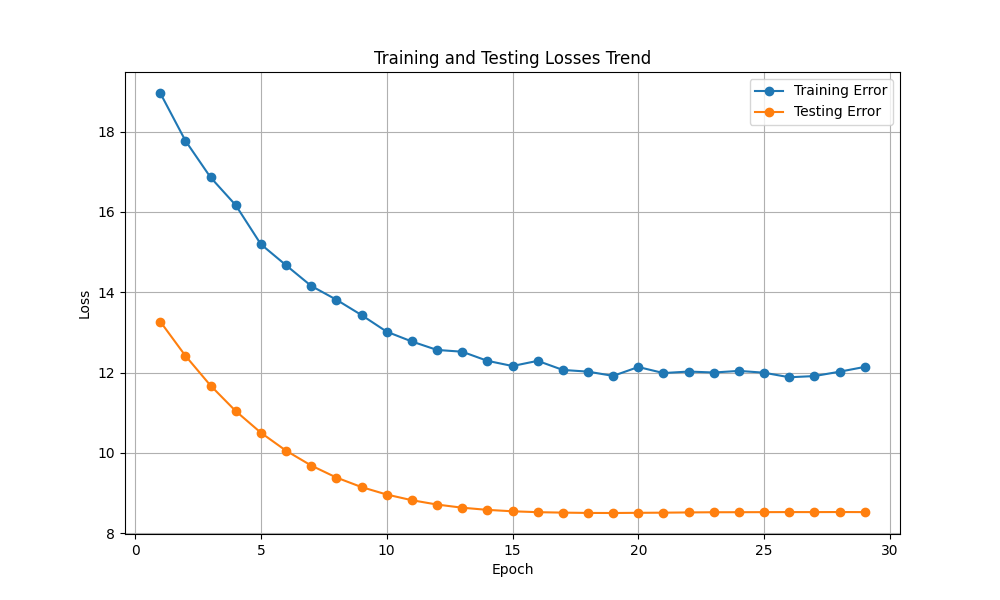 Training and Testing Losses Trend
Training Error
Testing Error
18
16
14
12
10
8
Loss
0 5 10 15 20 25 30
Epoch